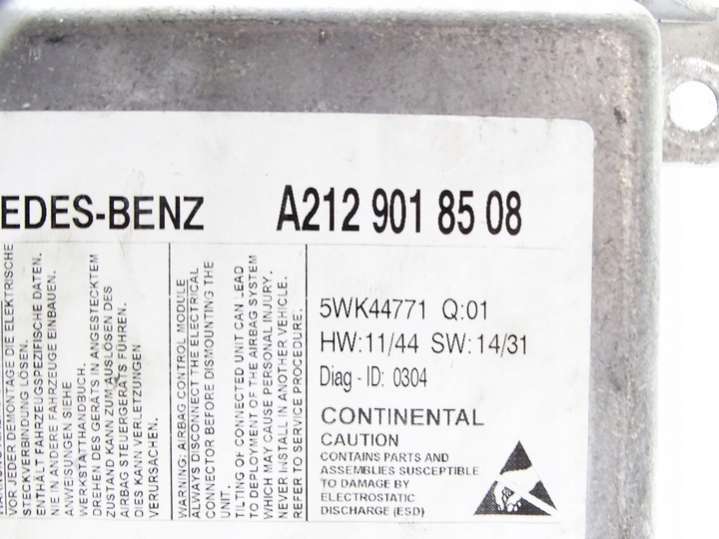 EDES-BENZ A212 901 85 08
VOR JEDER DEMONTAGE DIE ELEKTRISCHE
STECKVERBINDUNG LÖSEN.
ENTHÄLT FAHRZEUGSPEZIFISCHE DATEN.
NIE IN ANDERE FAHRZEUGE EINBAUEN.
ANWEISUNGEN SIEHE
WERKSTATTHANDBUCH.
DREHEN DES GERÄTS IN ANGESTECKTEM
ZUSTAND KANN ZUM AUSLÖSEN DES
AIRBAG STEUERGERÄTS FÜHREN.
DIES KANN VERLETZUNGEN
VERURSACHEN.
WARNING: AIRBAG CONTROL MODULE
ALWAYS DISCONNECT THE ELECTRICAL
CONNECTOR BEFORE DISMOUNTING THE
UNIT.
TILTING OF CONNECTED UNIT CAN LEAD
TO DEPLOYMENT OF THE AIRBAG SYSTEM
WHICH MAY CAUSE PERSONAL INJURY.
NEVER INSTALL IN ANOTHER VEHICLE.
REFER TO SERVICE PROCEDURE.
5WK44771 Q:01
HW:11/44 SW:14/31
Diag - ID: 0304
CONTINENTAL
CAUTION
CONTAINS PARTS AND
ASSEMBLIES SUSCEPTIBLE
TO DAMAGE BY
ELECTROSTATIC
DISCHARGE (ESD)